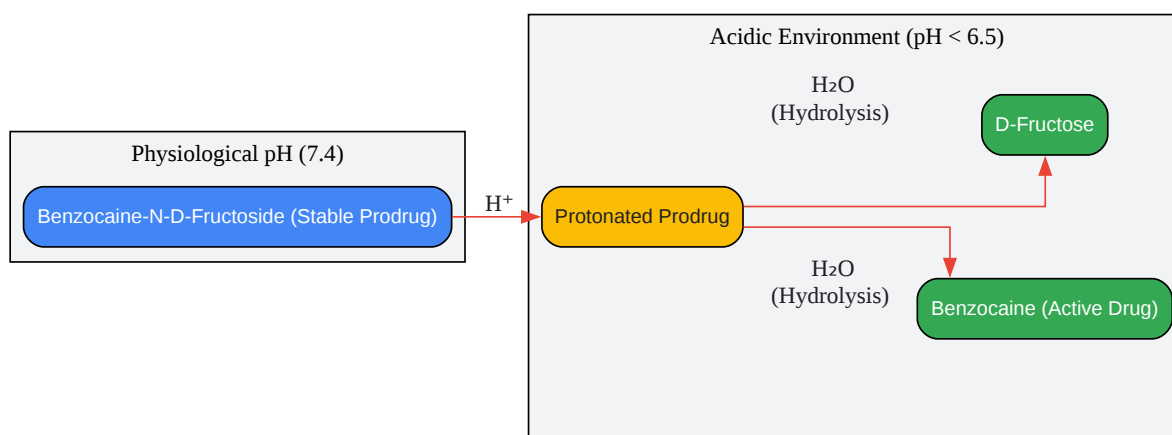 Acidic Environment (pH < 6.5)
H₂O
(Hydrolysis)
D-Fructose
Physiological pH (7.4)
Benzocaine-N-D-Fructoside (Stable Prodrug)
H⁺
Protonated Prodrug
H₂O
(Hydrolysis)
Benzocaine (Active Drug)